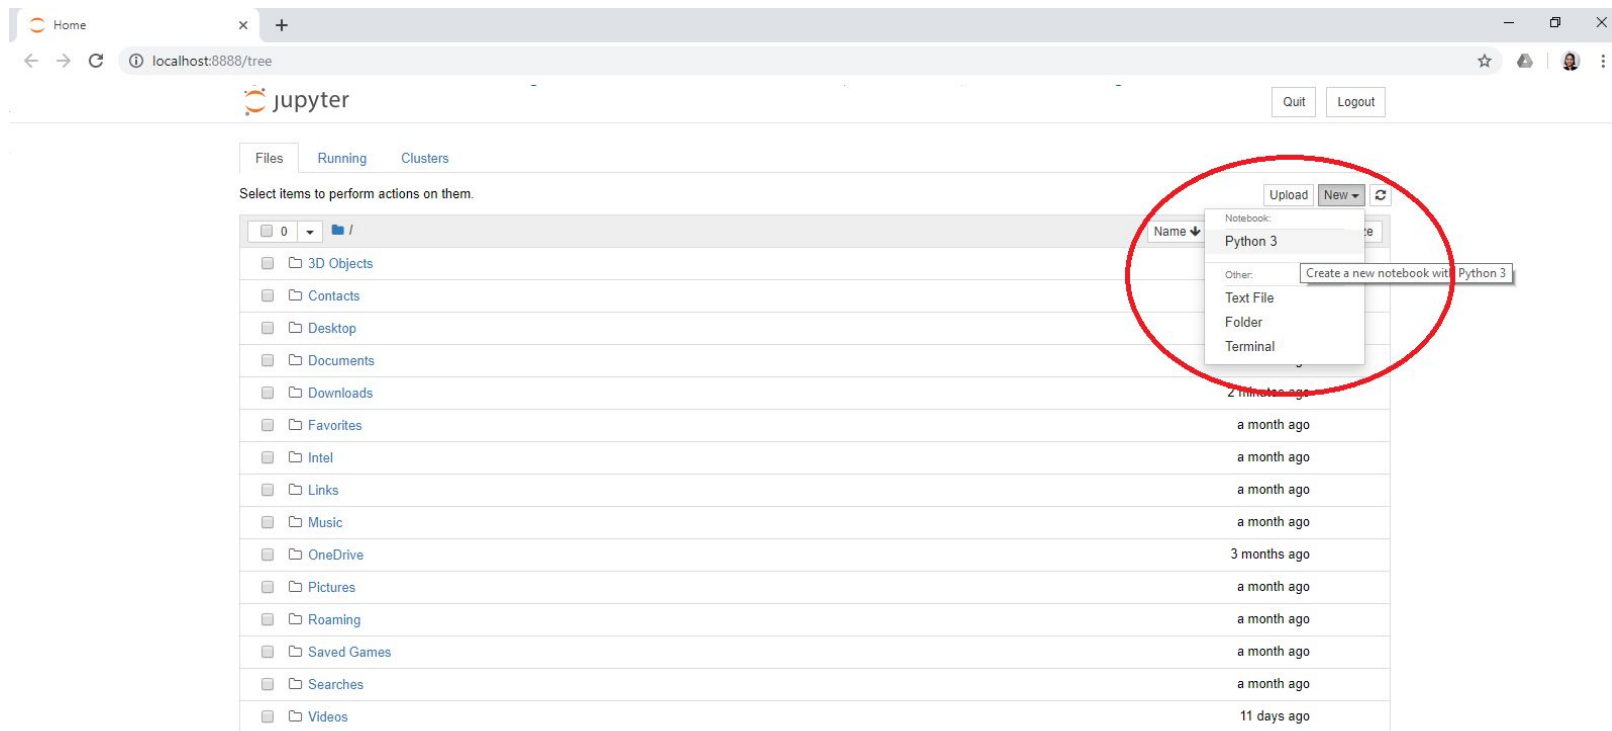 Home
localhost:8888/tree
jupyter
Quit Logout
Files Running Clusters
Select items to perform actions on them.
Upload New
Notebook:
0 / Name
Python 3
3D Objects
Other: Create a new notebook with Python 3
Contacts
Text File
Desktop
Folder
Documents
Terminal
Downloads 2 minutes ago
Favorites a month ago
Intel a month ago
Links a month ago
Music a month ago
OneDrive 3 months ago
Pictures a month ago
Roaming a month ago
Saved Games a month ago
Searches a month ago
Videos 11 days ago